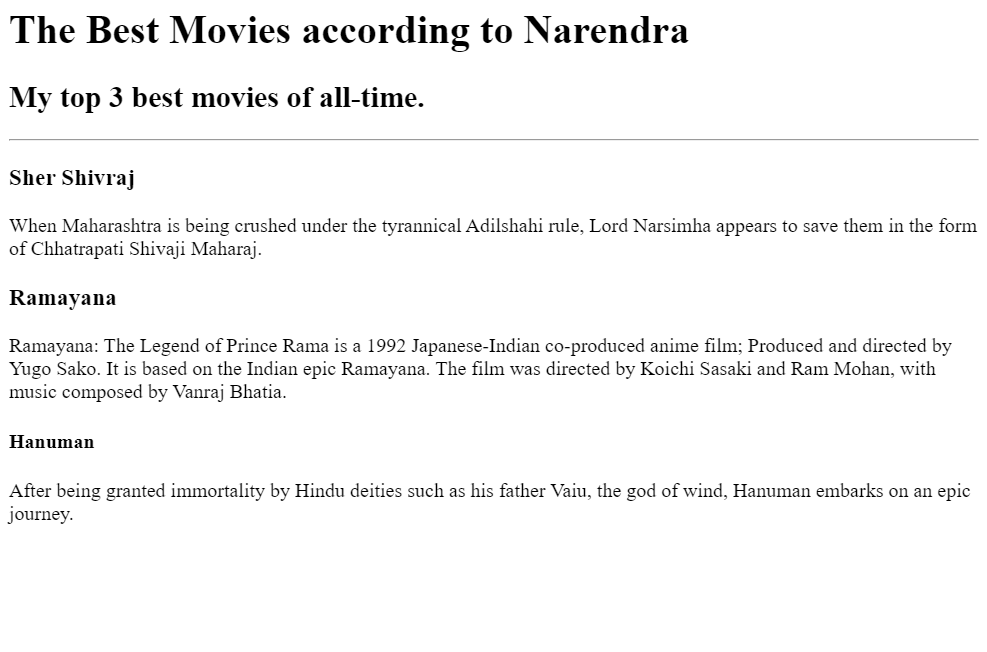 The Best Movies according to Narendra
My top 3 best movies of all-time.
Sher Shivraj
When Maharashtra is being crushed under the tyrannical Adilshahi rule, Lord Narsimha appears to save them in the form
of Chhatrapati Shivaji Maharaj.
Ramayana
Ramayana: The Legend of Prince Rama is a 1992 Japanese-Indian co-produced anime film; Produced and directed by
Yugo Sako. It is based on the Indian epic Ramayana. The film was directed by Koichi Sasaki and Ram Mohan, with
music composed by Vanraj Bhatia.
Hanuman
After being granted immortality by Hindu deities such as his father Vaiu, the god of wind, Hanuman embarks on an epic
journey.